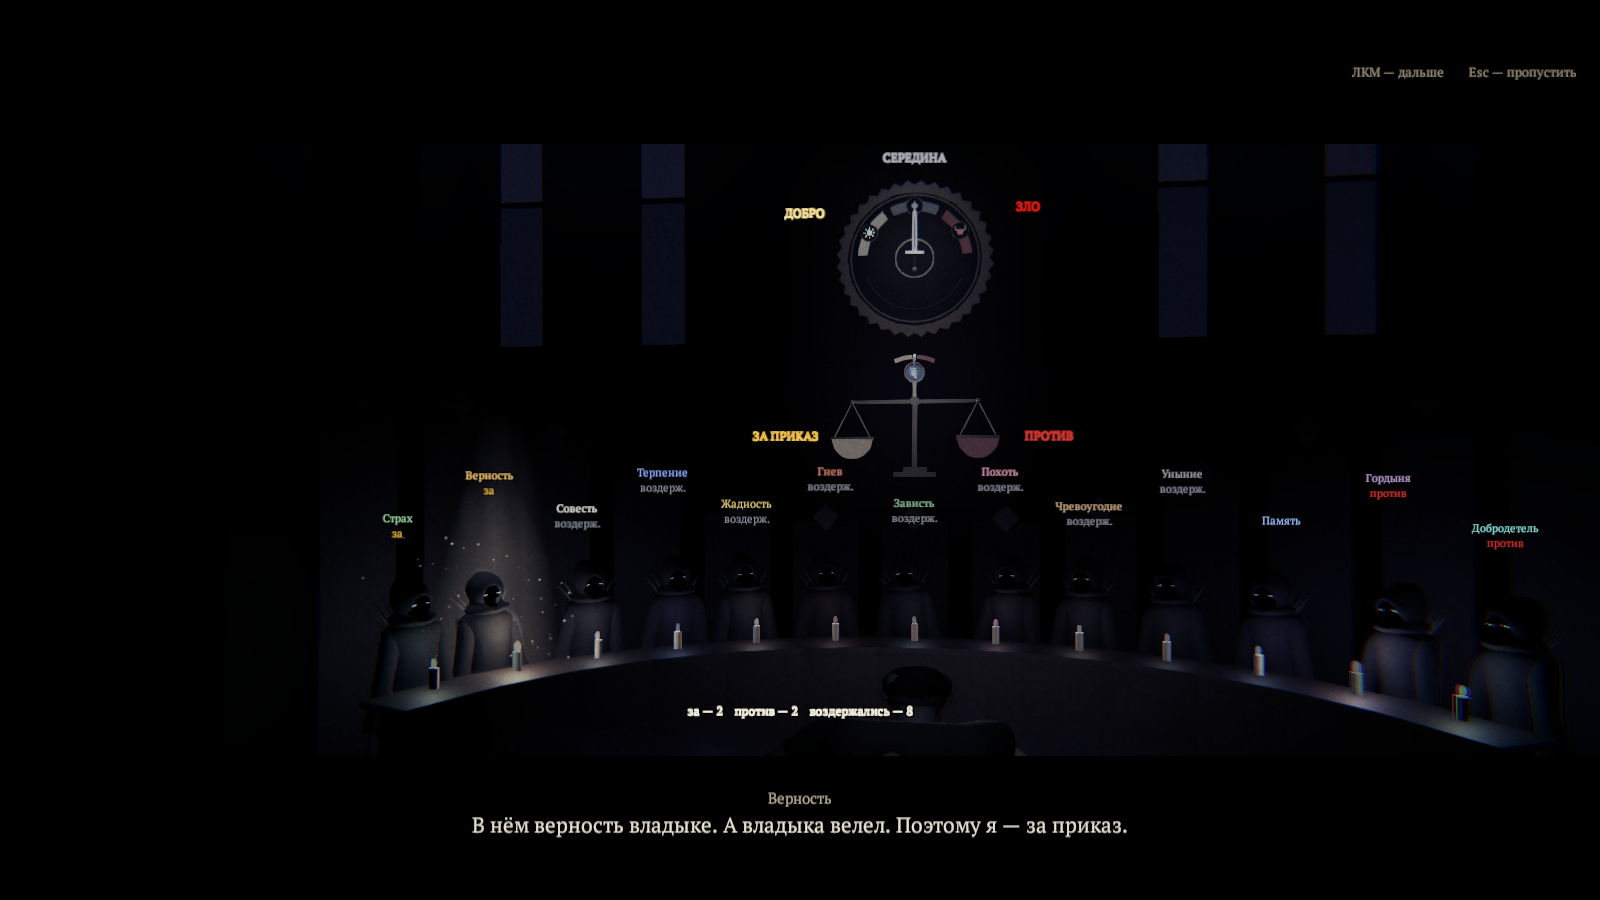 ЛКМ — дальше Esc — пропустить
СЕРЕДИНА
ДОБРО
ЗЛО
ЗА ПРИКАЗ
ПРОТИВ
Страх
за
Верность
за
Совесть
воздерж.
Терпение
воздерж.
Жадность
воздерж.
Гнев
воздерж.
Зависть
воздерж.
Похоть
воздерж.
Чревоугодие
воздерж.
Уныние
воздерж.
Память
Гордыня
против
Добродетель
против
за — 2 против — 2 воздержались — 8
Верность
В нём верность владыке. А владыка велел. Поэтому я — за приказ.